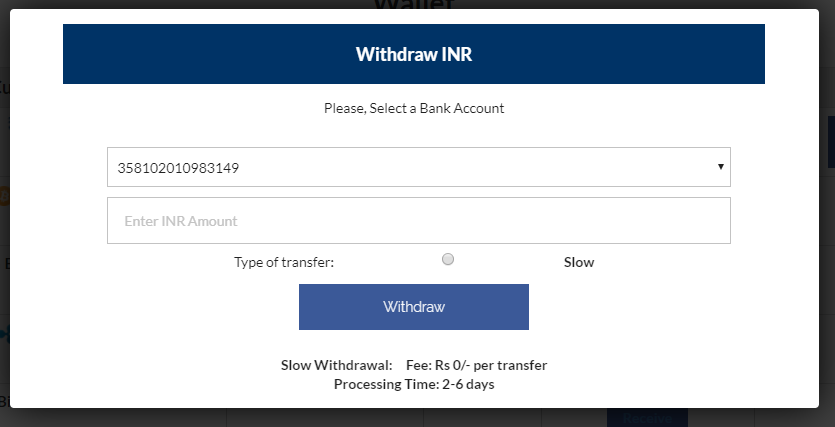 Wallet
Withdraw INR
Please, Select a Bank Account
358102010983149
Enter INR Amount
Type of transfer: Slow
Withdraw
Slow Withdrawal: Fee: Rs 0/- per transfer
Processing Time: 2-6 days